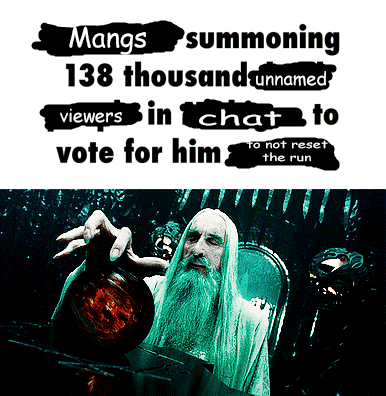 Mangs summoning
138 thousand unnamed
viewers in chat to
vote for him to not reset
the run